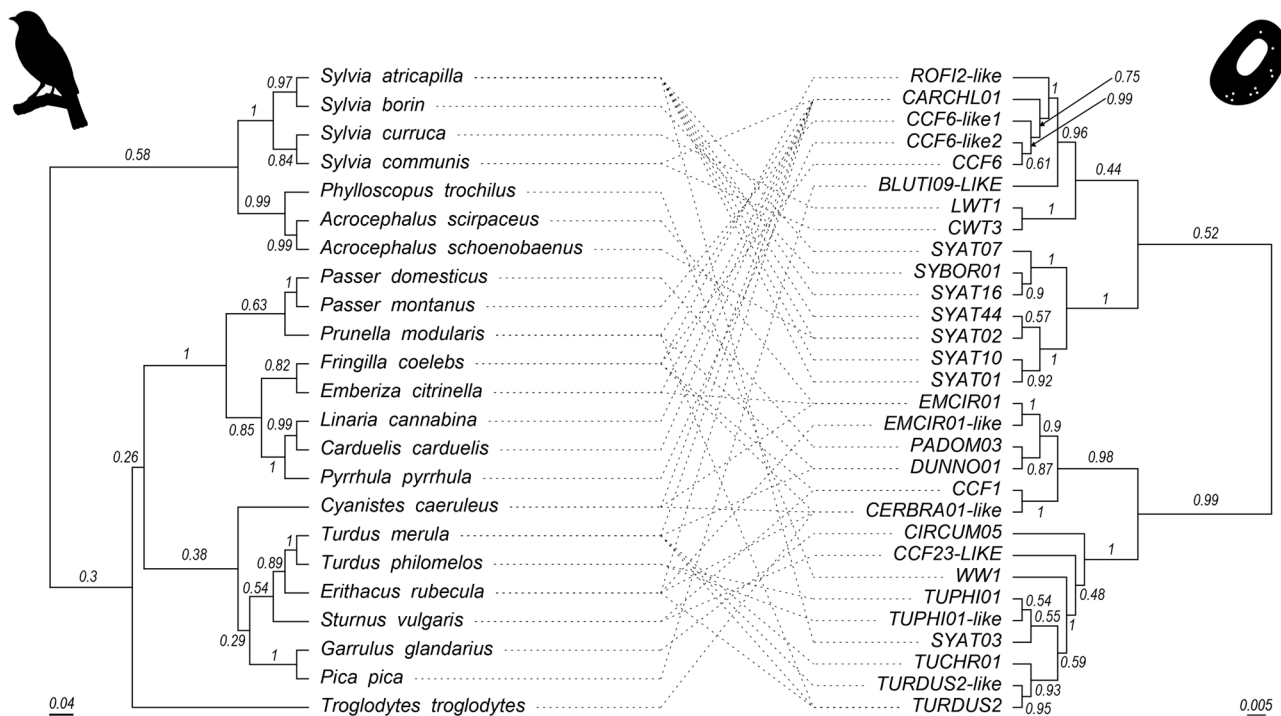 Sylvia atricapilla
Sylvia borin
Sylvia curruca
Sylvia communis
Phylloscopus trochilus
Acrocephalus scirpaceus
Acrocephalus schoenobaenus
Passer domesticus
Passer montanus
Prunella modularis
Fringilla coelebs
Emberiza citrinella
Linaria cannabina
Carduelis carduelis
Pyrrhula pyrrhula
Cyanistes caeruleus
Turdus merula
Turdus philomelos
Erithacus rubecula
Sturnus vulgaris
Garrulus glandarius
Pica pica
Troglodytes troglodytes
0.97
1
0.84
0.58
0.99
0.99
1
0.63
1
0.82
0.99
0.85
1
0.26
0.38
1
0.89
0.54
0.3
0.29
1
0.04
ROFI2-like
CARCHL01
CCF6-like1
CCF6-like2
CCF6
BLUTI09-LIKE
LWT1
CWT3
SYAT07
SYBOR01
SYAT16
SYAT44
SYAT02
SYAT10
SYAT01
EMCIR01
EMCIR01-like
PADOM03
DUNNO01
CCF1
CERBRA01-like
CIRCUM05
CCF23-LIKE
WW1
TUPHI01
TUPHI01-like
SYAT03
TUCHR01
TURDUS2-like
TURDUS2
0.75
1
0.99
0.96
0.61
0.44
1
0.52
1
0.9
1
0.57
1
0.92
1
0.9
0.87
0.98
1
0.99
1
0.48
0.54
0.55
1
0.59
0.93
0.95
0.005